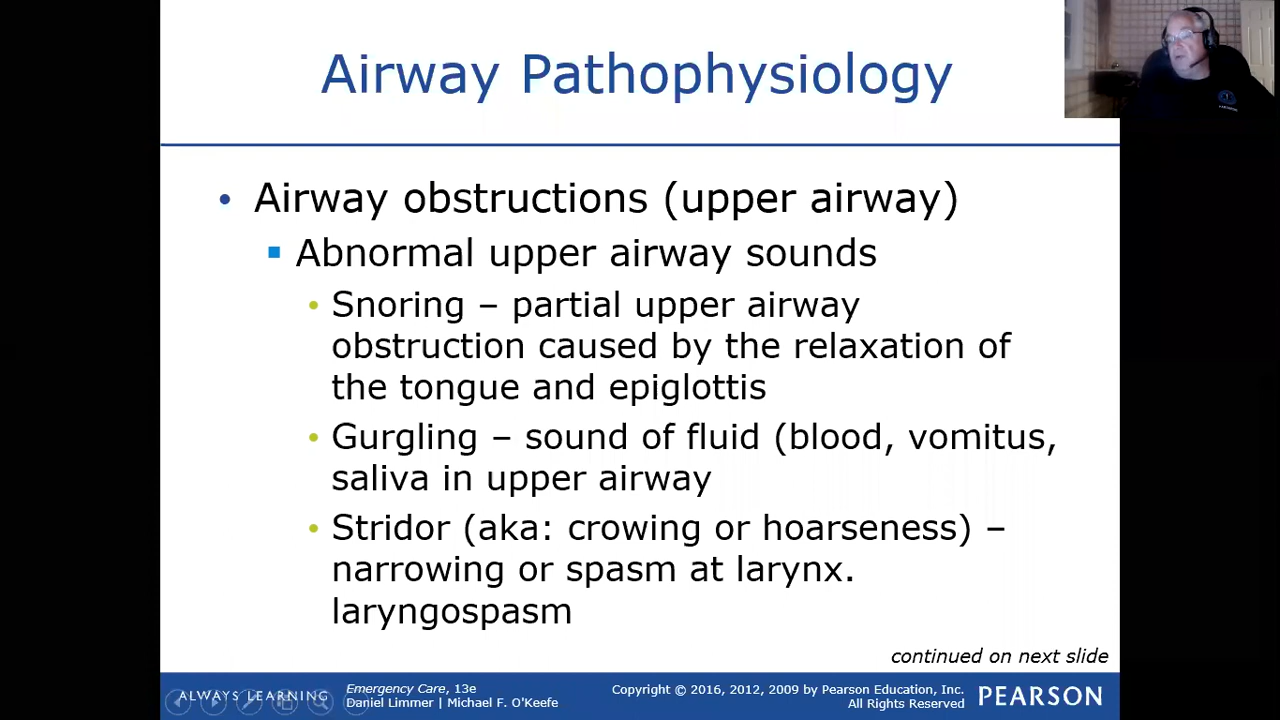 Airway Pathophysiology
• Airway obstructions (upper airway)
▪ Abnormal upper airway sounds
• Snoring – partial upper airway
obstruction caused by the relaxation of
the tongue and epiglottis
• Gurgling – sound of fluid (blood, vomitus,
saliva in upper airway
• Stridor (aka: crowing or hoarseness) –
narrowing or spasm at larynx.
laryngospasm
continued on next slide
ALWAYS LEARNING
Emergency Care, 13e
Daniel Limmer | Michael F. O'Keefe
Copyright © 2016, 2012, 2009 by Pearson Education, Inc.
All Rights Reserved
PEARSON